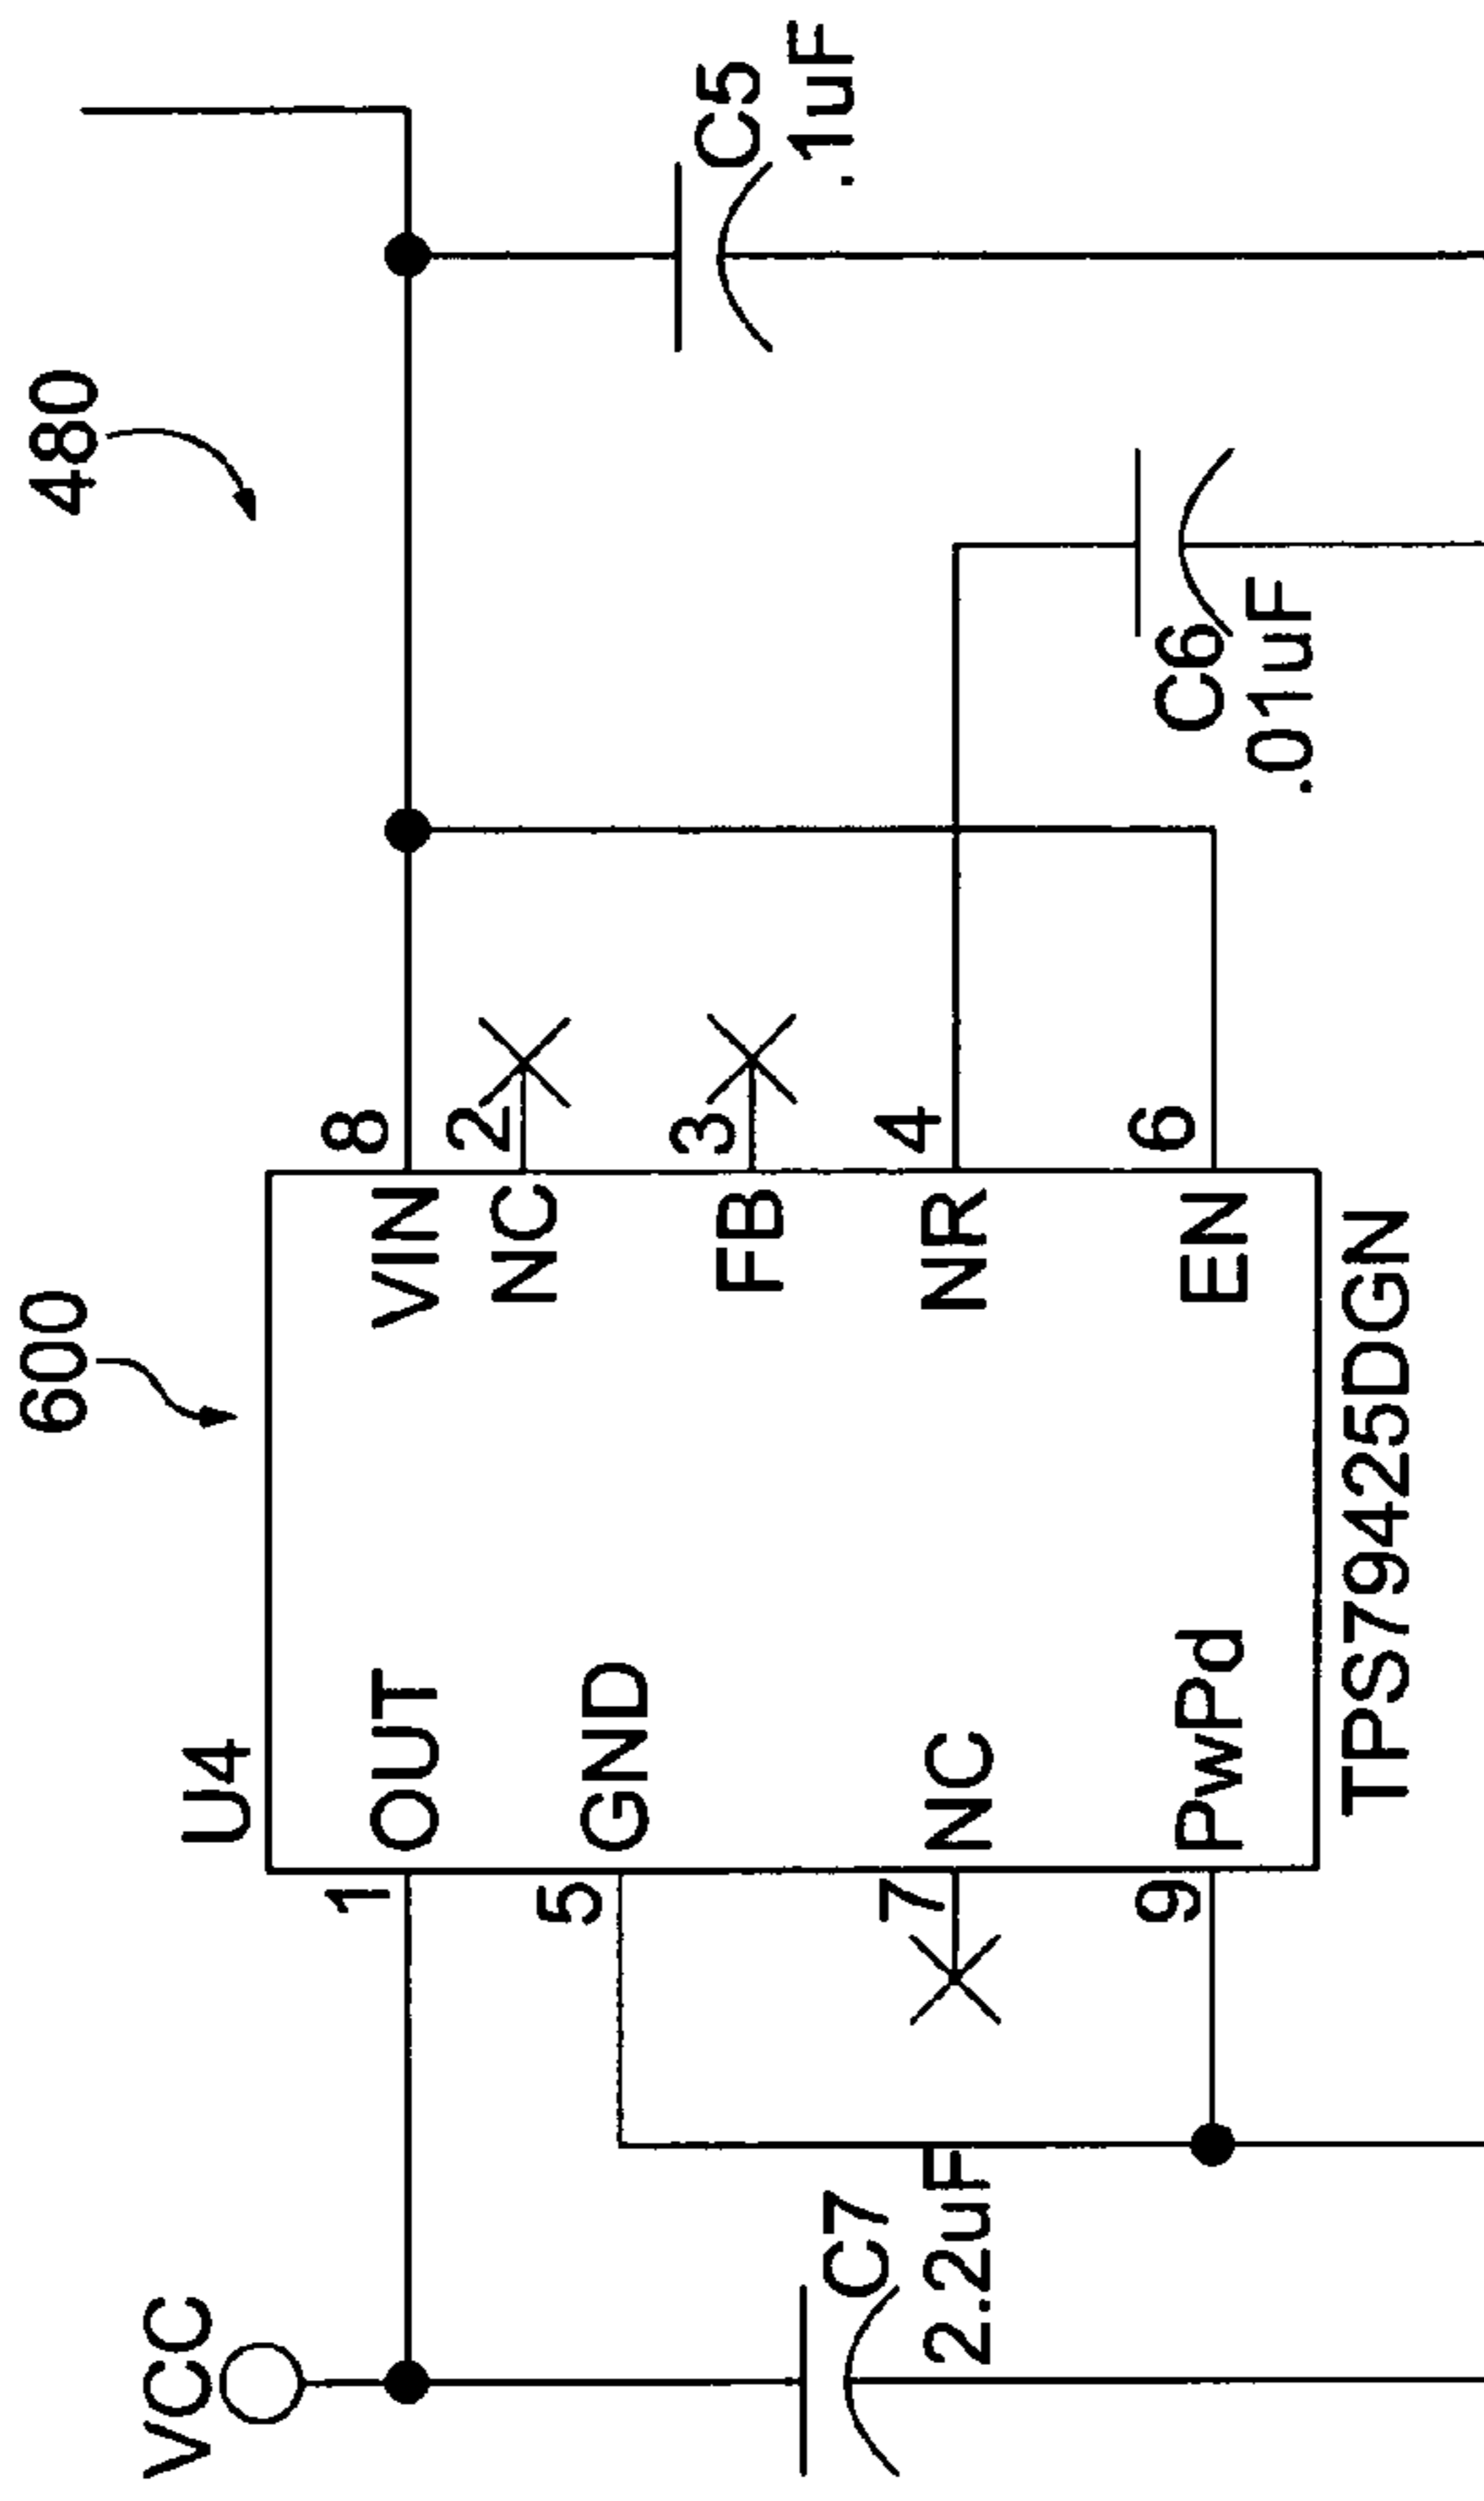 480
600
VCC
U4
C5
.1uF
1
OUT
VIN
8
NC
2
5
GND
FB
3
C7
2.2uF
7
NC
NR
4
C6
.01uF
9
PwPd
EN
6
TPS79425DGN